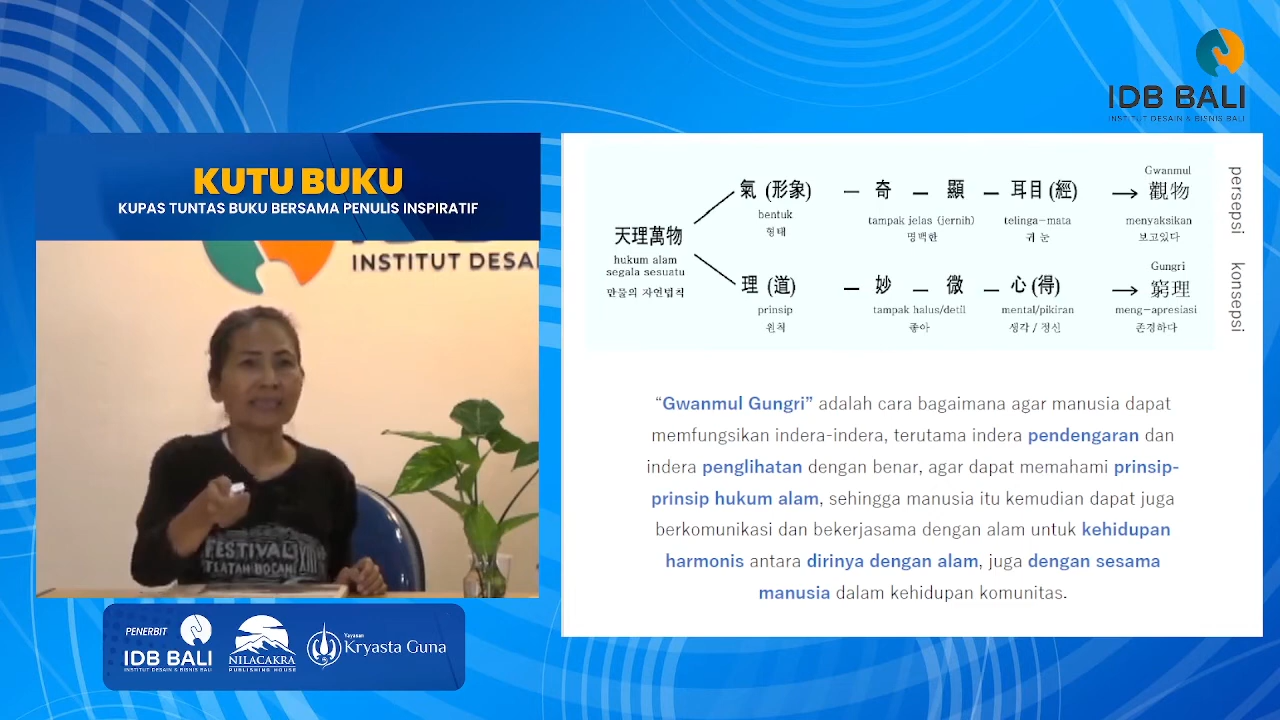 IDB BALI
INSTITUT DESAIN & BISNIS BALI
KUTU BUKU
KUPAS TUNTAS BUKU BERSAMA PENULIS INSPIRATIF
INSTITUT DESAI
FESTIVAL XIII
TLATAH BOCAH
PENERBIT
IDB BALI
INSTITUT DESAIN & BISNIS BALI
NILACAKRA
PUBLISHING HOUSE
Yayasan
Kryasta Guna
天理萬物
hukum alam
segala sesuatu
만물의 자연법칙
氣 (形象) — 奇 — 顯 — 耳目 (經) → Gwanmul 觀物
bentuk tampak jelas (jernih) telinga-mata menyaksikan
형태 명백한 귀 눈 보고있다
persepsi
理 (道) — 妙 — 微 — 心 (得) → Gungri 窮理
prinsip tampak halus/detil mental/pikiran meng-apresiasi
원칙 좋아 생각 / 정신 존경하다
konsepsi
“Gwanmul Gungri” adalah cara bagaimana agar manusia dapat
memfungsikan indera-indera, terutama indera pendengaran dan
indera penglihatan dengan benar, agar dapat memahami prinsip-
prinsip hukum alam, sehingga manusia itu kemudian dapat juga
berkomunikasi dan bekerjasama dengan alam untuk kehidupan
harmonis antara dirinya dengan alam, juga dengan sesama
manusia dalam kehidupan komunitas.